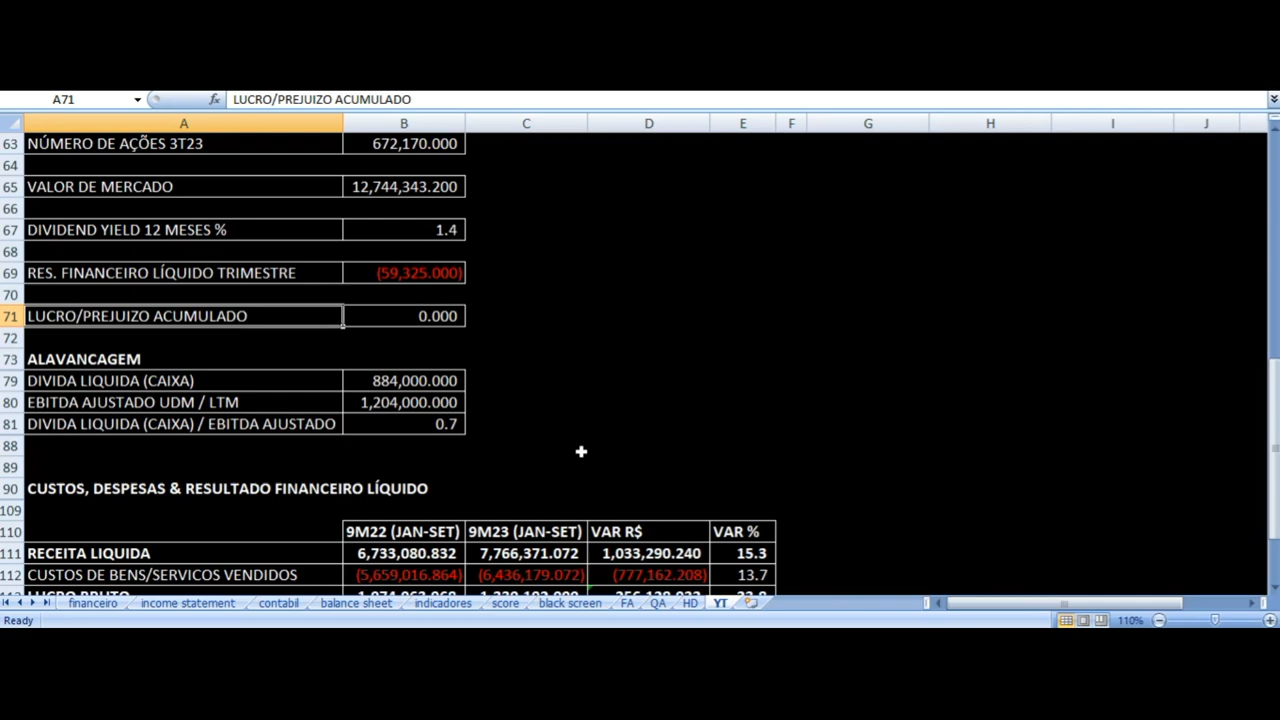 A71 fx LUCRO/PREJUIZO ACUMULADO
A B C D E F G H I J
63 NÚMERO DE AÇÕES 3T23 672,170.000
64
65 VALOR DE MERCADO 12,744,343.200
66
67 DIVIDEND YIELD 12 MESES % 1.4
68
69 RES. FINANCEIRO LÍQUIDO TRIMESTRE (59,325.000)
70
71 LUCRO/PREJUIZO ACUMULADO 0.000
72
73 ALAVANCAGEM
79 DIVIDA LIQUIDA (CAIXA) 884,000.000
80 EBITDA AJUSTADO UDM / LTM 1,204,000.000
81 DIVIDA LIQUIDA (CAIXA) / EBITDA AJUSTADO 0.7
88
89
90 CUSTOS, DESPESAS & RESULTADO FINANCEIRO LÍQUIDO
109
110 9M22 (JAN-SET) 9M23 (JAN-SET) VAR R$ VAR %
111 RECEITA LIQUIDA 6,733,080.832 7,766,371.072 1,033,290.240 15.3
112 CUSTOS DE BENS/SERVICOS VENDIDOS (5,659,016.864) (6,436,179.072) (777,162.208) 13.7
LUCRO BRUTO
financeiro income statement contabil balance sheet indicadores score black screen FA QA HD YT
Ready 110%